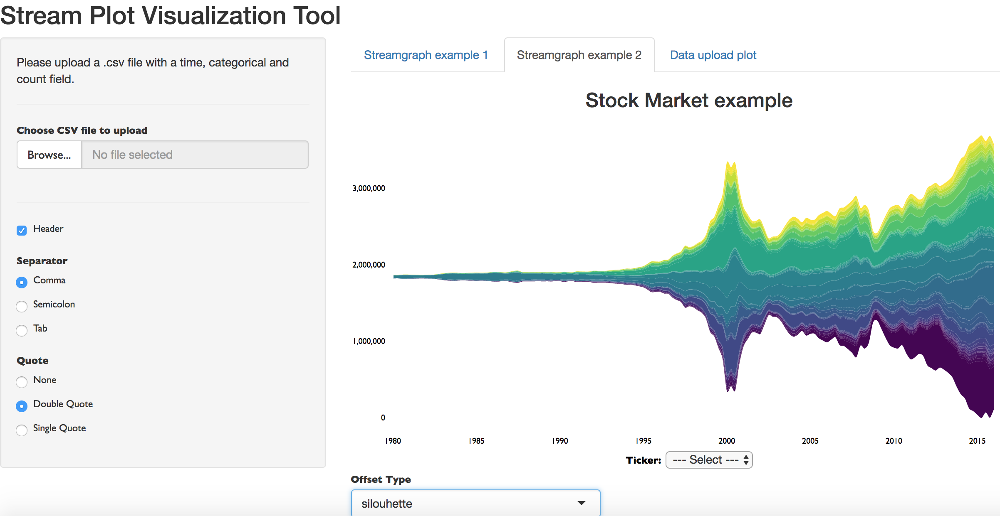 Stream Plot Visualization Tool
Please upload a .csv file with a time, categorical and
count field.
Choose CSV file to upload
Browse...
No file selected
Header
Separator
Comma
Semicolon
Tab
Quote
None
Double Quote
Single Quote
Streamgraph example 1
Streamgraph example 2
Data upload plot
Stock Market example
3,000,000
2,000,000
1,000,000
0
1980
1985
1990
1995
2000
2005
2010
2015
Ticker:
--- Select ---
Offset Type
silouhette